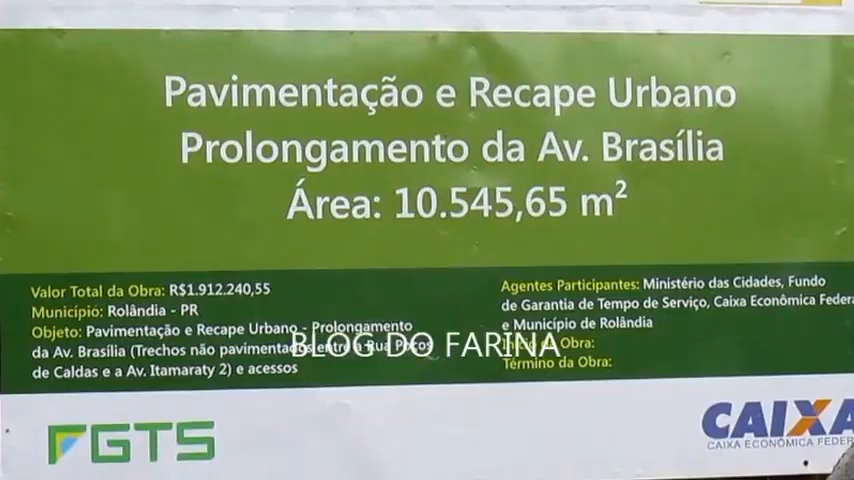 Pavimentação e Recape Urbano
Prolongamento da Av. Brasília
Área: 10.545,65 m²
Valor Total da Obra: R$1.912.240,55
Município: Rolândia - PR
Objeto: Pavimentação e Recape Urbano - Prolongamento
da Av. Brasília (Trechos não pavimentados entre a Rua Poços
de Caldas e a Av. Itamaraty 2) e acessos
Agentes Participantes: Ministério das Cidades, Fundo
de Garantia de Tempo de Serviço, Caixa Econômica Federa
e Município de Rolândia
Início da Obra:
Término da Obra:
BLOG DO FARINA
FGTS
CAIXA
CAIXA ECONÔMICA FEDER